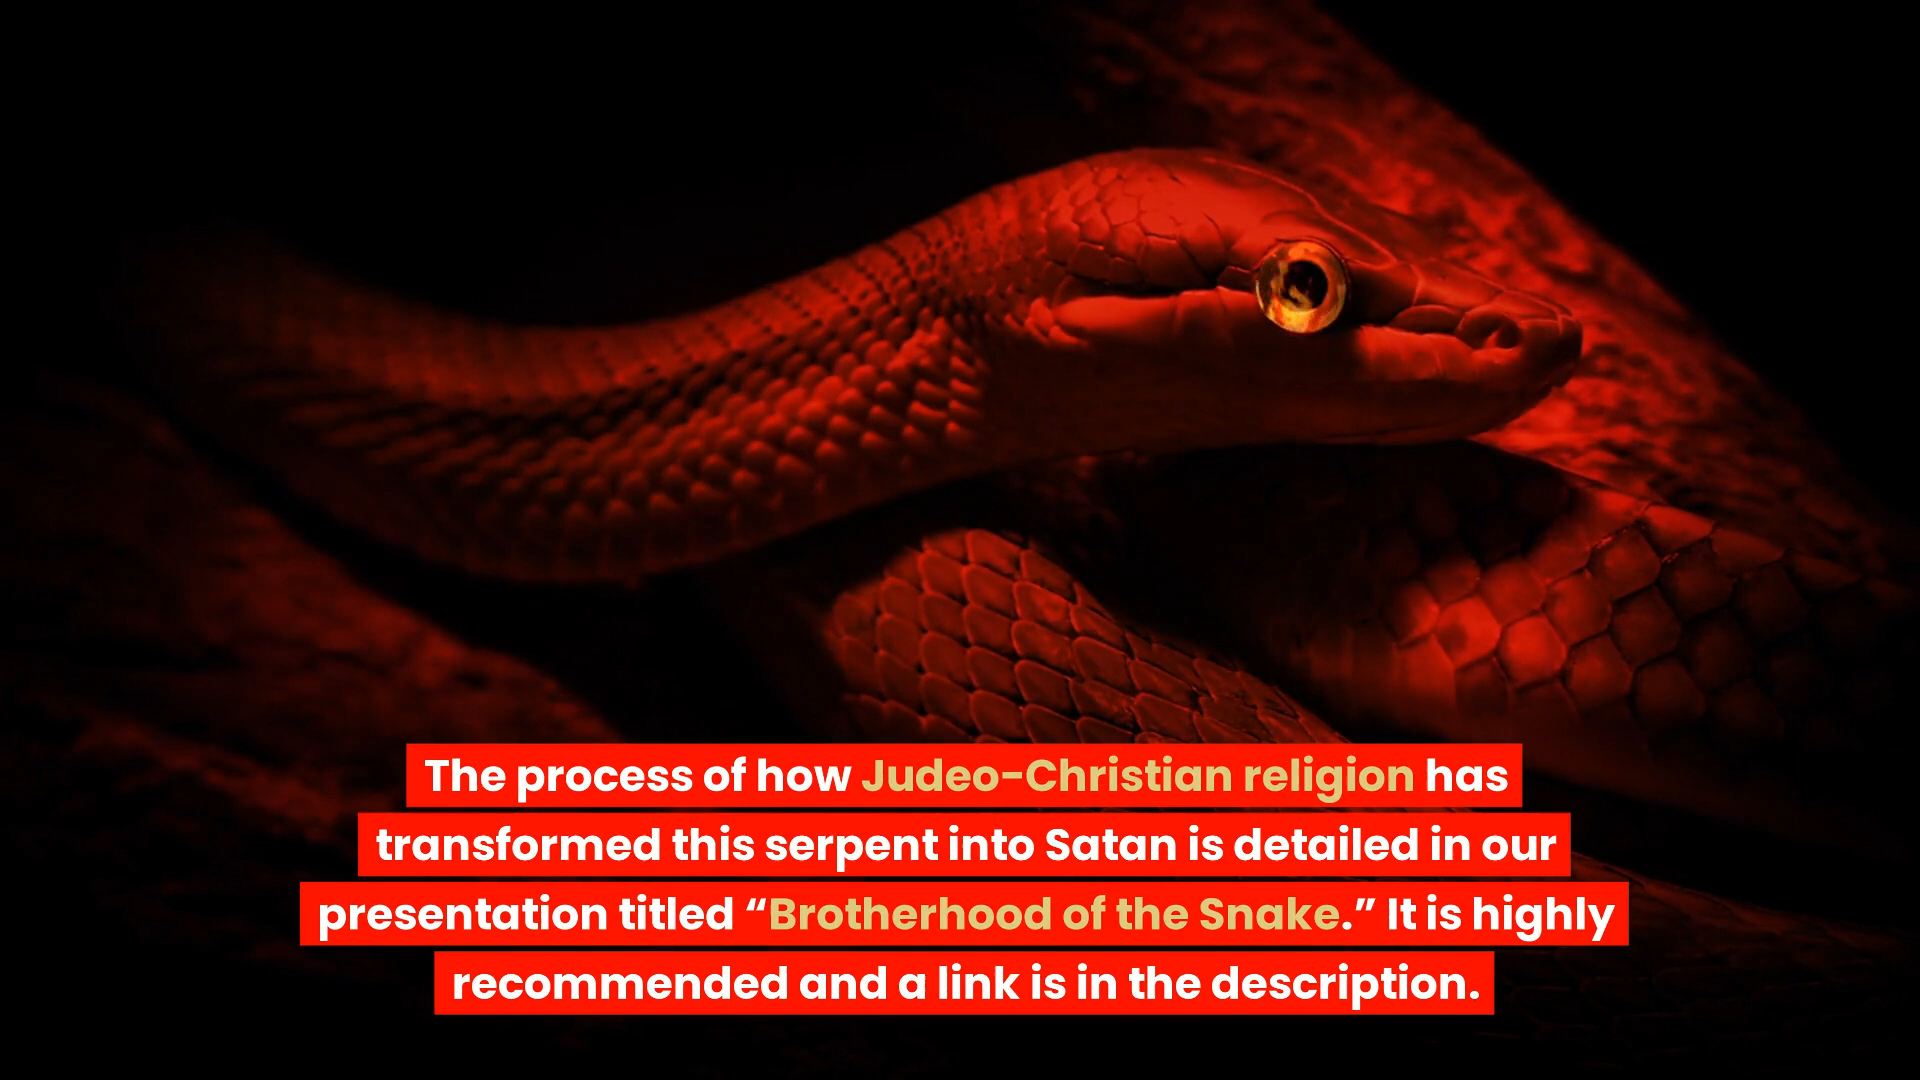 The process of how Judeo-Christian religion has
transformed this serpent into Satan is detailed in our
presentation titled “Brotherhood of the Snake.” It is highly
recommended and a link is in the description.